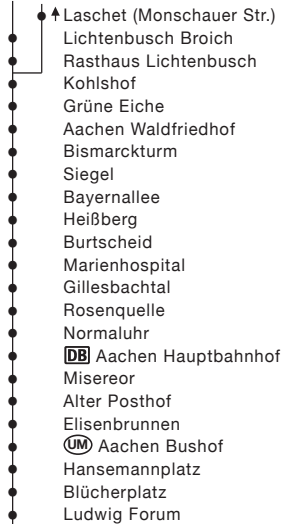 Laschet (Monschauer Str.)
Lichtenbusch Broich
Rasthaus Lichtenbusch
Kohlshof
Grüne Eiche
Aachen Waldfriedhof
Bismarckturm
Siegel
Bayernallee
Heißberg
Burtscheid
Marienhospital
Gillesbachtal
Rosenquelle
Normaluhr
DB Aachen Hauptbahnhof
Misereor
Alter Posthof
Elisenbrunnen
UM Aachen Bushof
Hansemannplatz
Blücherplatz
Ludwig Forum